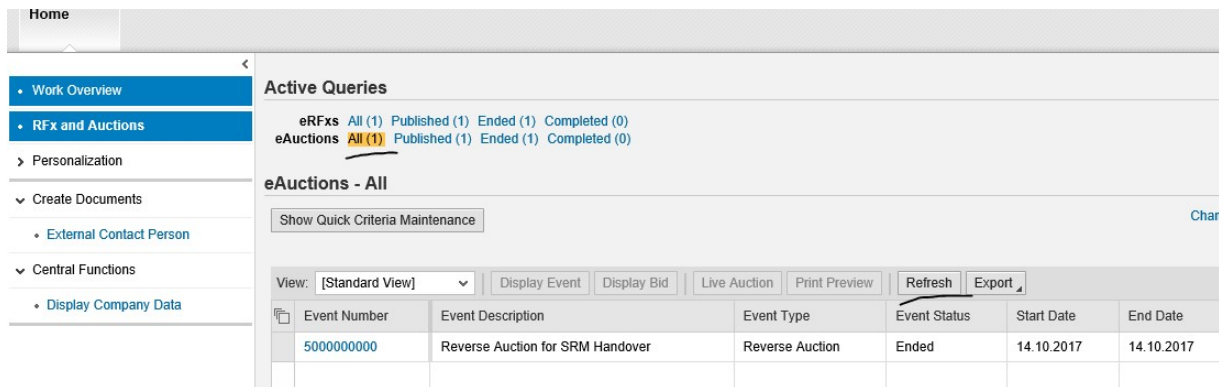 Home
Work Overview
RFx and Auctions
Personalization
Create Documents
External Contact Person
Central Functions
Display Company Data
Active Queries
eRFxs All (1) Published (1) Ended (1) Completed (0)
eAuctions All (1) Published (1) Ended (1) Completed (0)
eAuctions - All
Show Quick Criteria Maintenance
Char
View: [Standard View] Display Event Display Bid Live Auction Print Preview Refresh Export
Event Number Event Description Event Type Event Status Start Date End Date
5000000000 Reverse Auction for SRM Handover Reverse Auction Ended 14.10.2017 14.10.2017